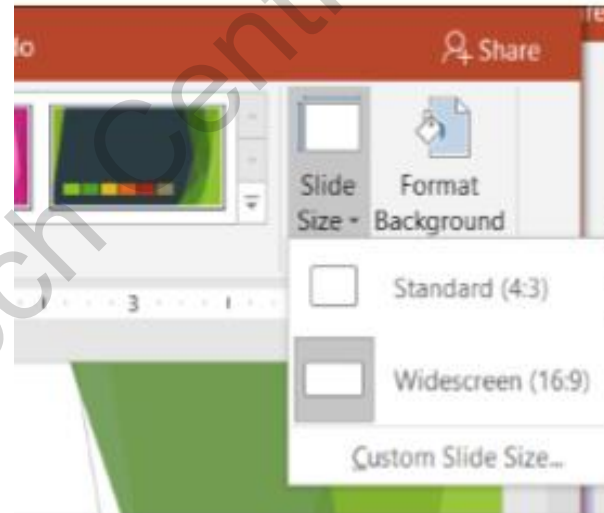 do
Share
Slide
Size
Format
Background
3
Standard (4:3)
Widescreen (16:9)
Custom Slide Size...